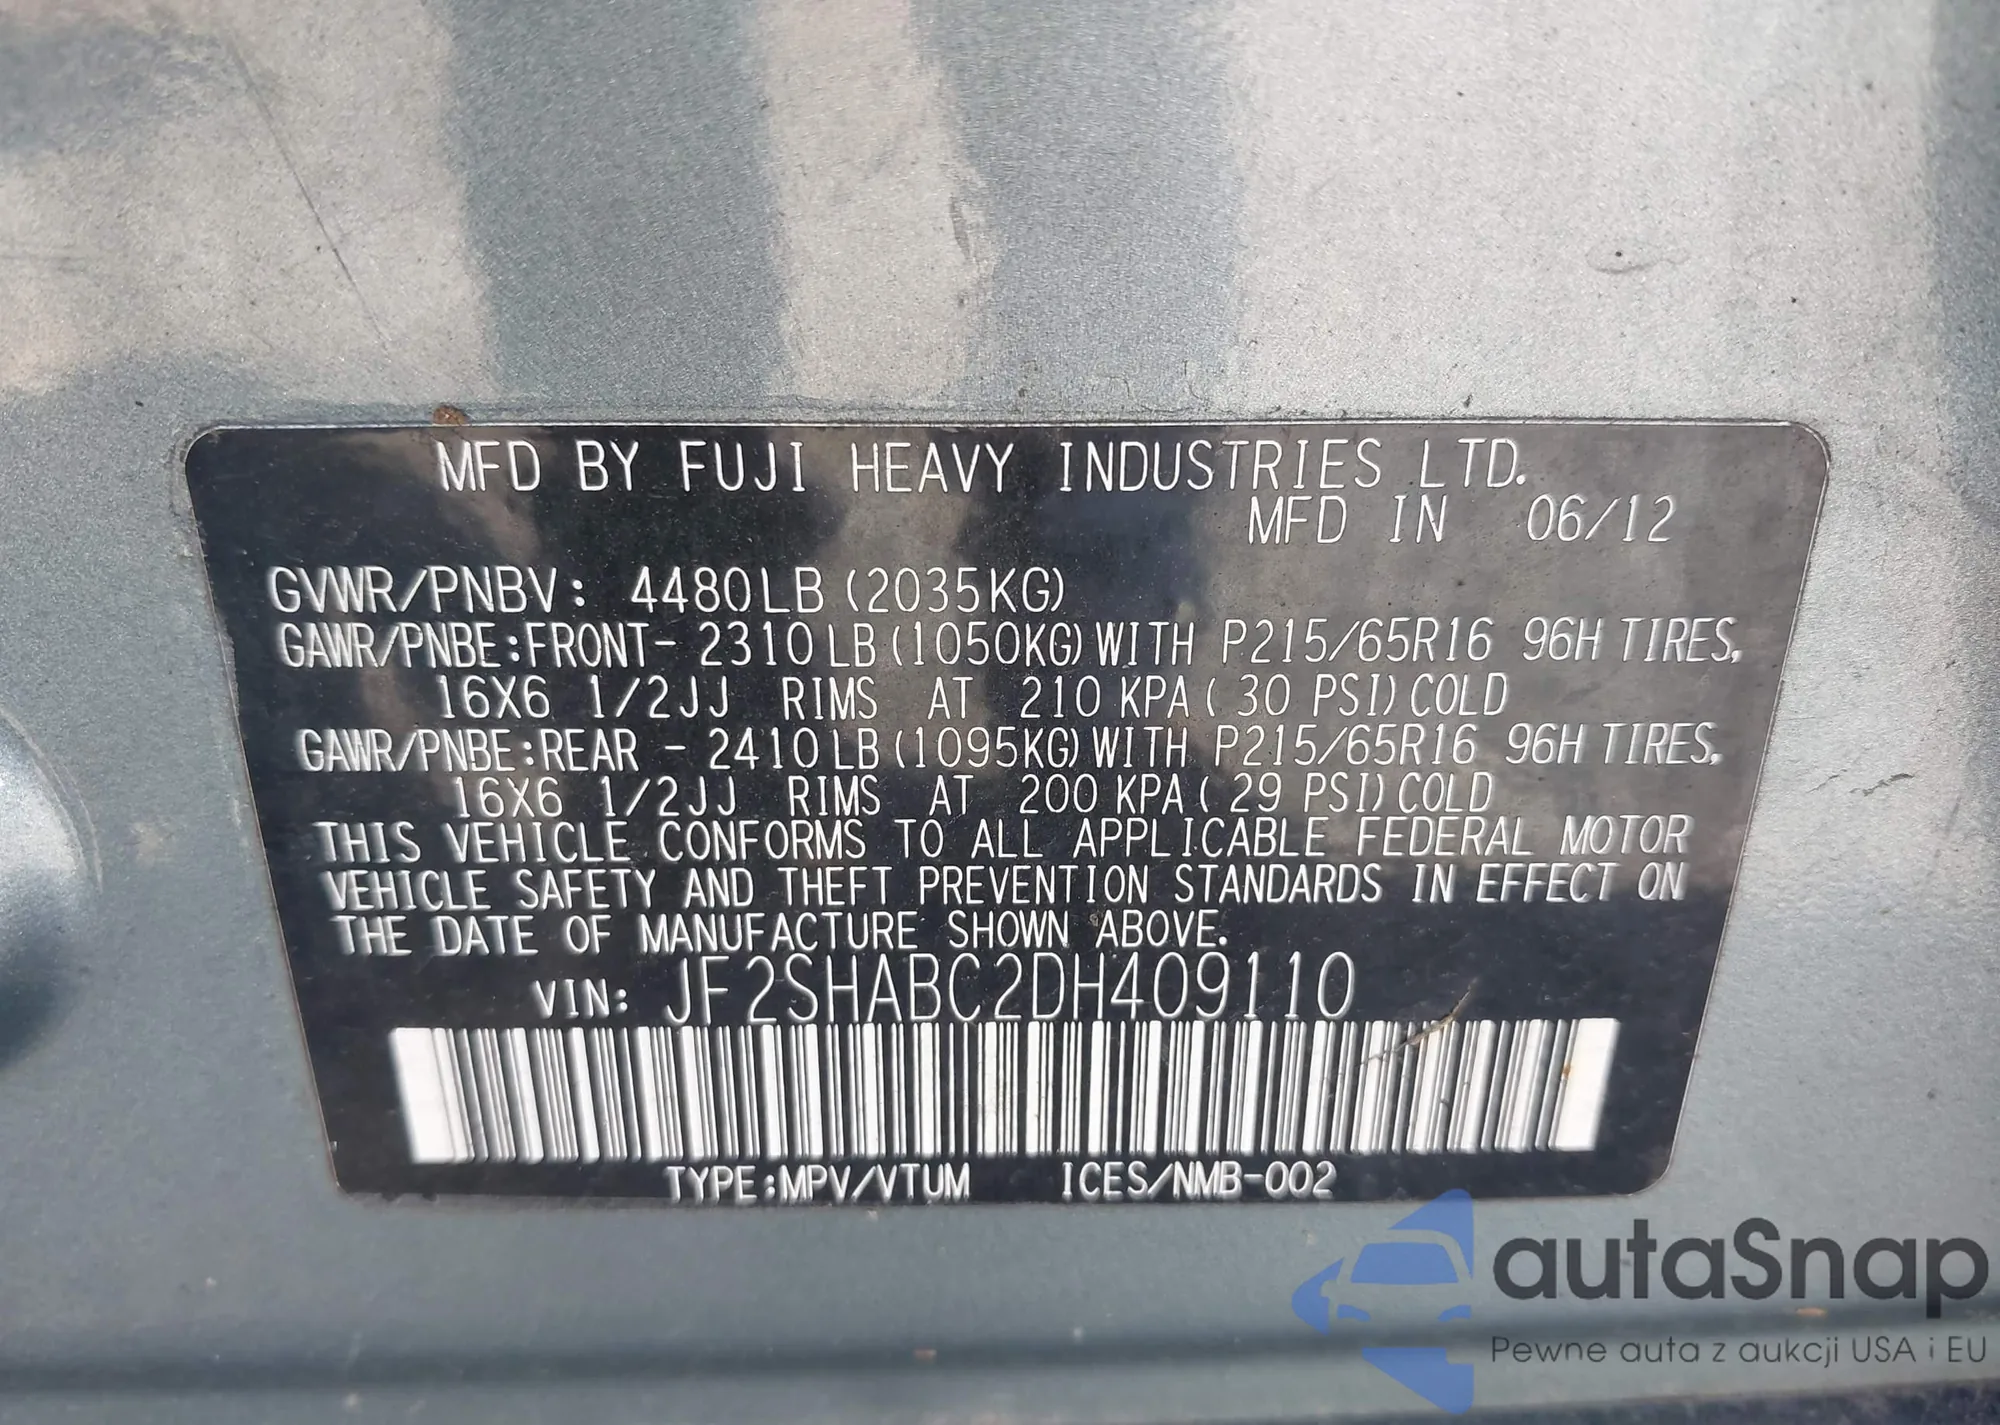 MFD BY FUJI HEAVY INDUSTRIES LTD.
MFD IN 06/12
GVWR/PNBV: 4480LB (2035KG)
GAWR/PNBE:FRONT- 2310LB (1050KG) WITH P215/65R16 96H TIRES,
16X6 1/2JJ RIMS AT 210 KPA ( 30 PSI) COLD
GAWR/PNBE:REAR - 2410LB (1095KG) WITH P215/65R16 96H TIRES,
16X6 1/2JJ RIMS AT 200 KPA ( 29 PSI) COLD
THIS VEHICLE CONFORMS TO ALL APPLICABLE FEDERAL MOTOR
VEHICLE SAFETY AND THEFT PREVENTION STANDARDS IN EFFECT ON
THE DATE OF MANUFACTURE SHOWN ABOVE.
VIN: JF2SHABC2DH409110
TYPE:MPV/VTUM ICES/NMB-002
autaSnap
Pewne auta z aukcji USA i EU